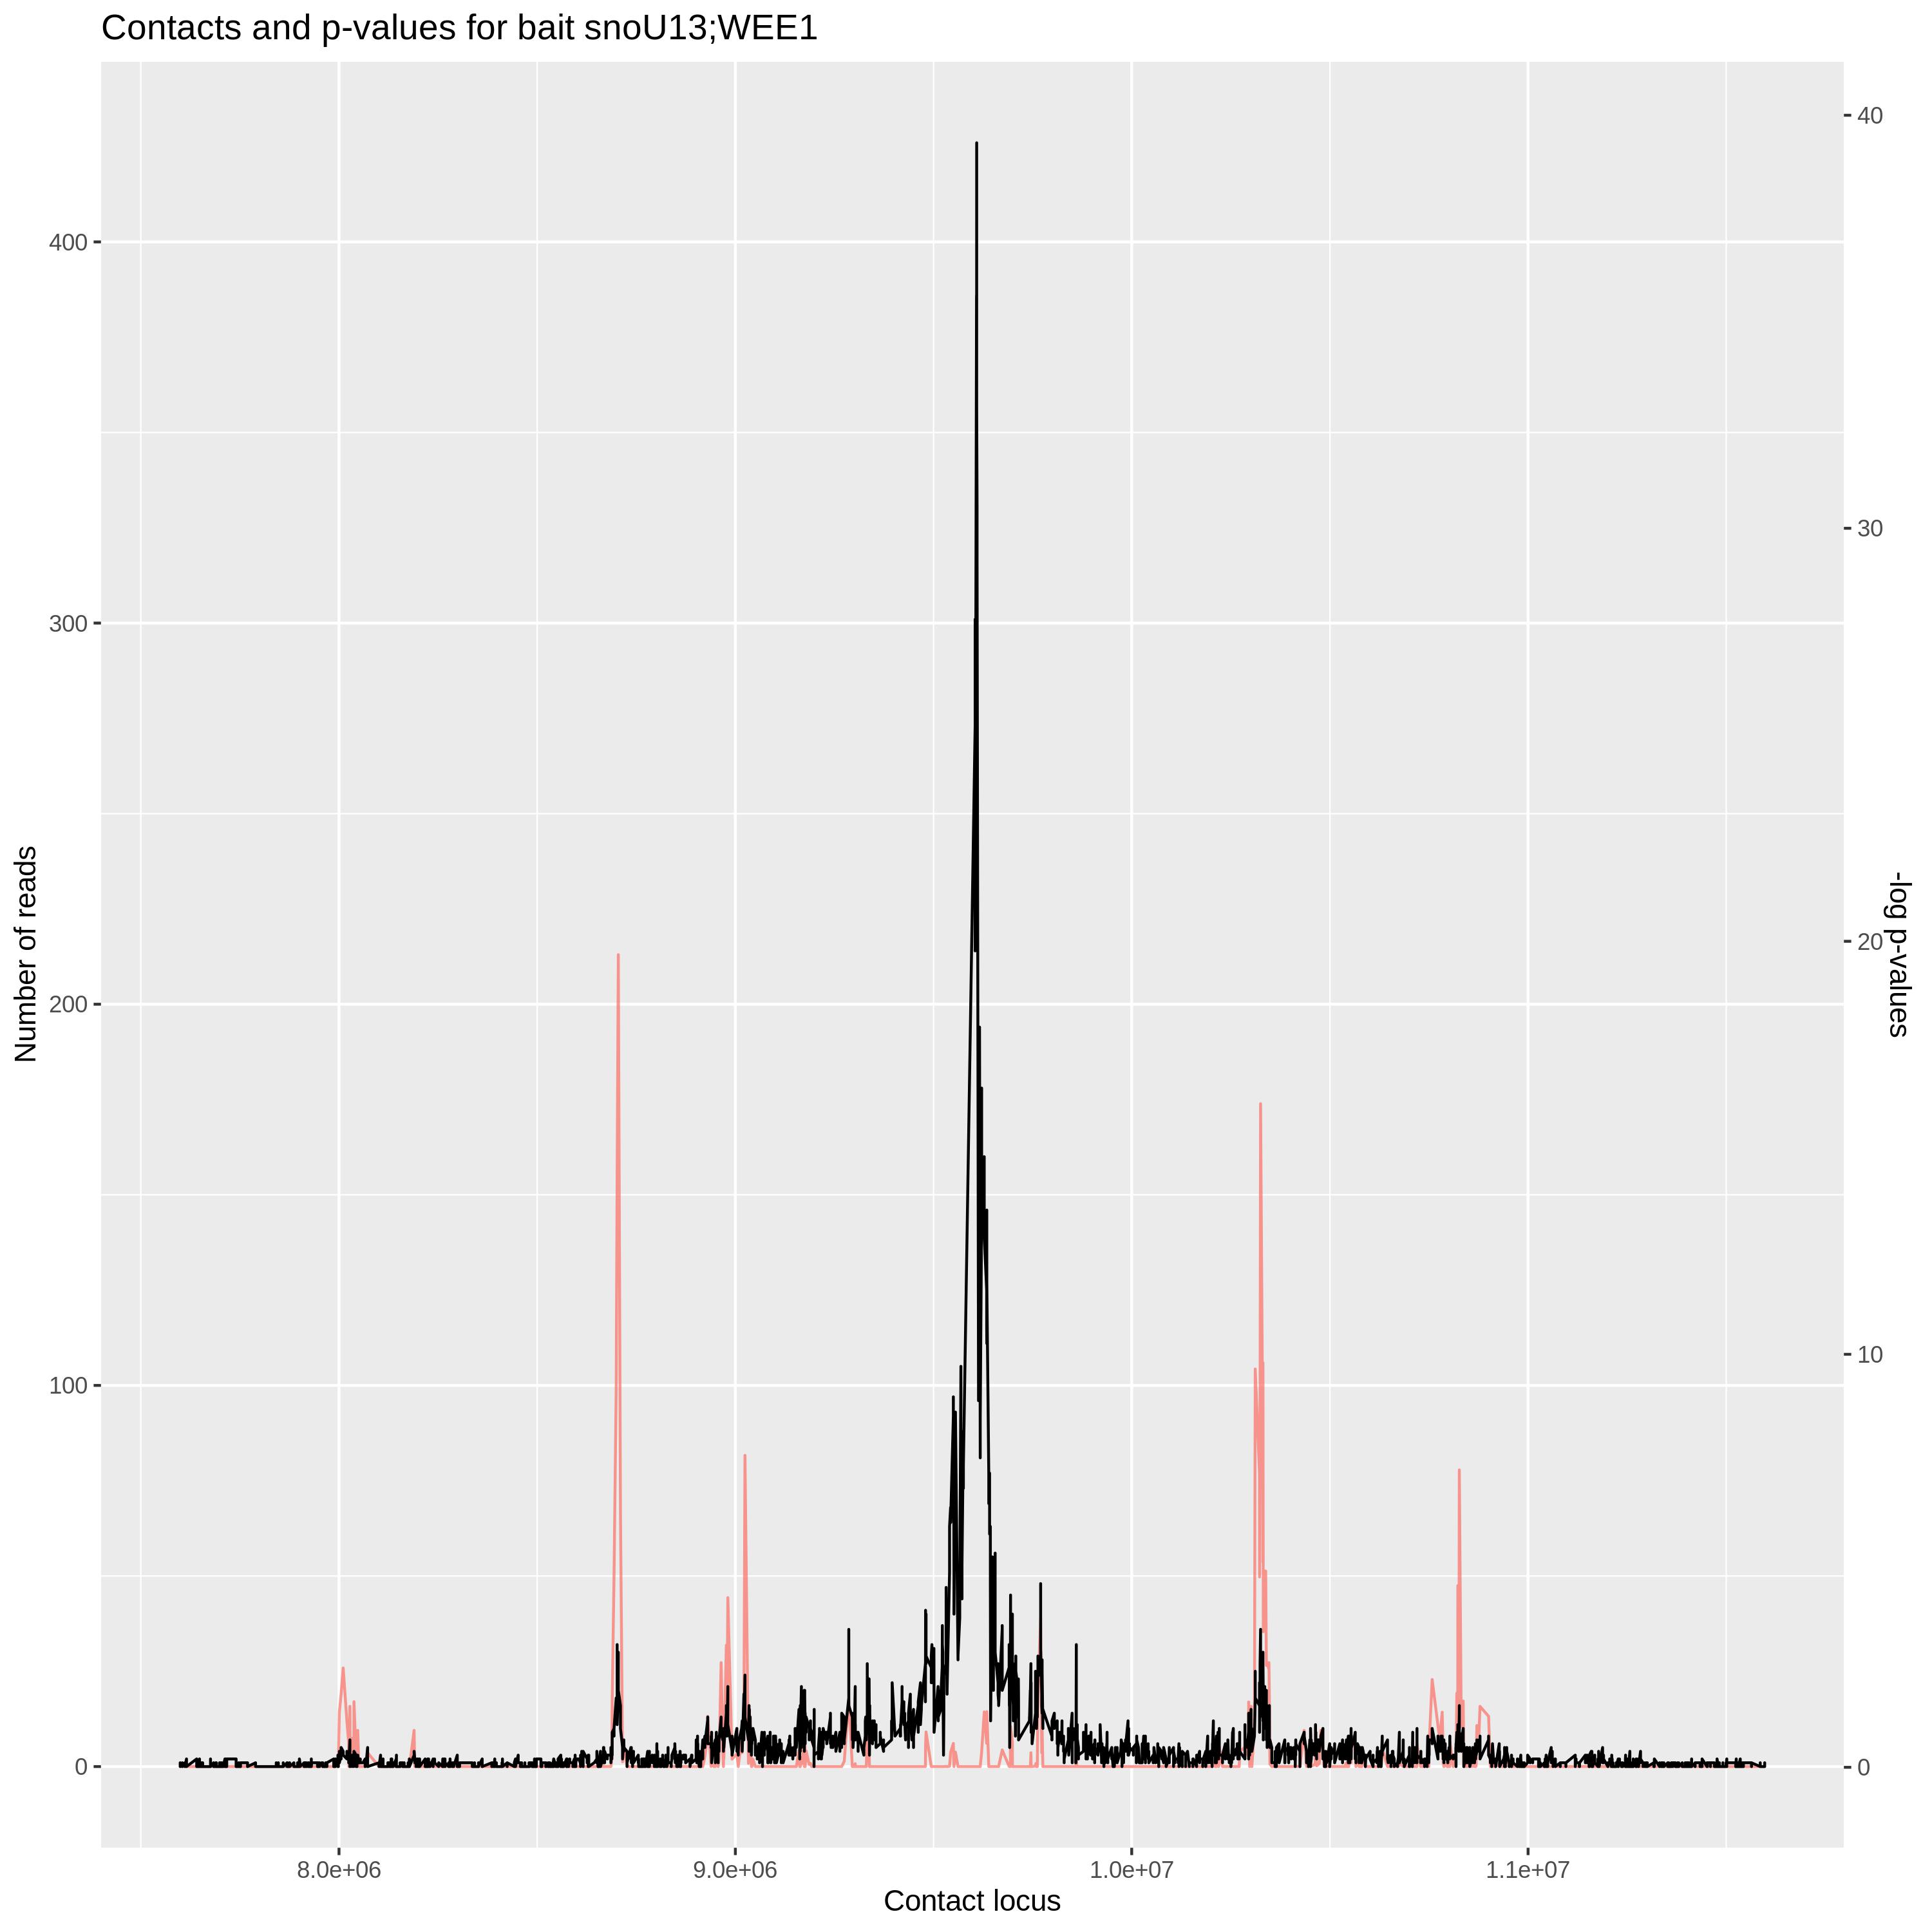 Contacts and p-values for bait snoU13;WEE1
Number of reads
400
300
200
100
0
40
30
20
10
0
-log p-values
8.0e+06 9.0e+06 1.0e+07 1.1e+07
Contact locus